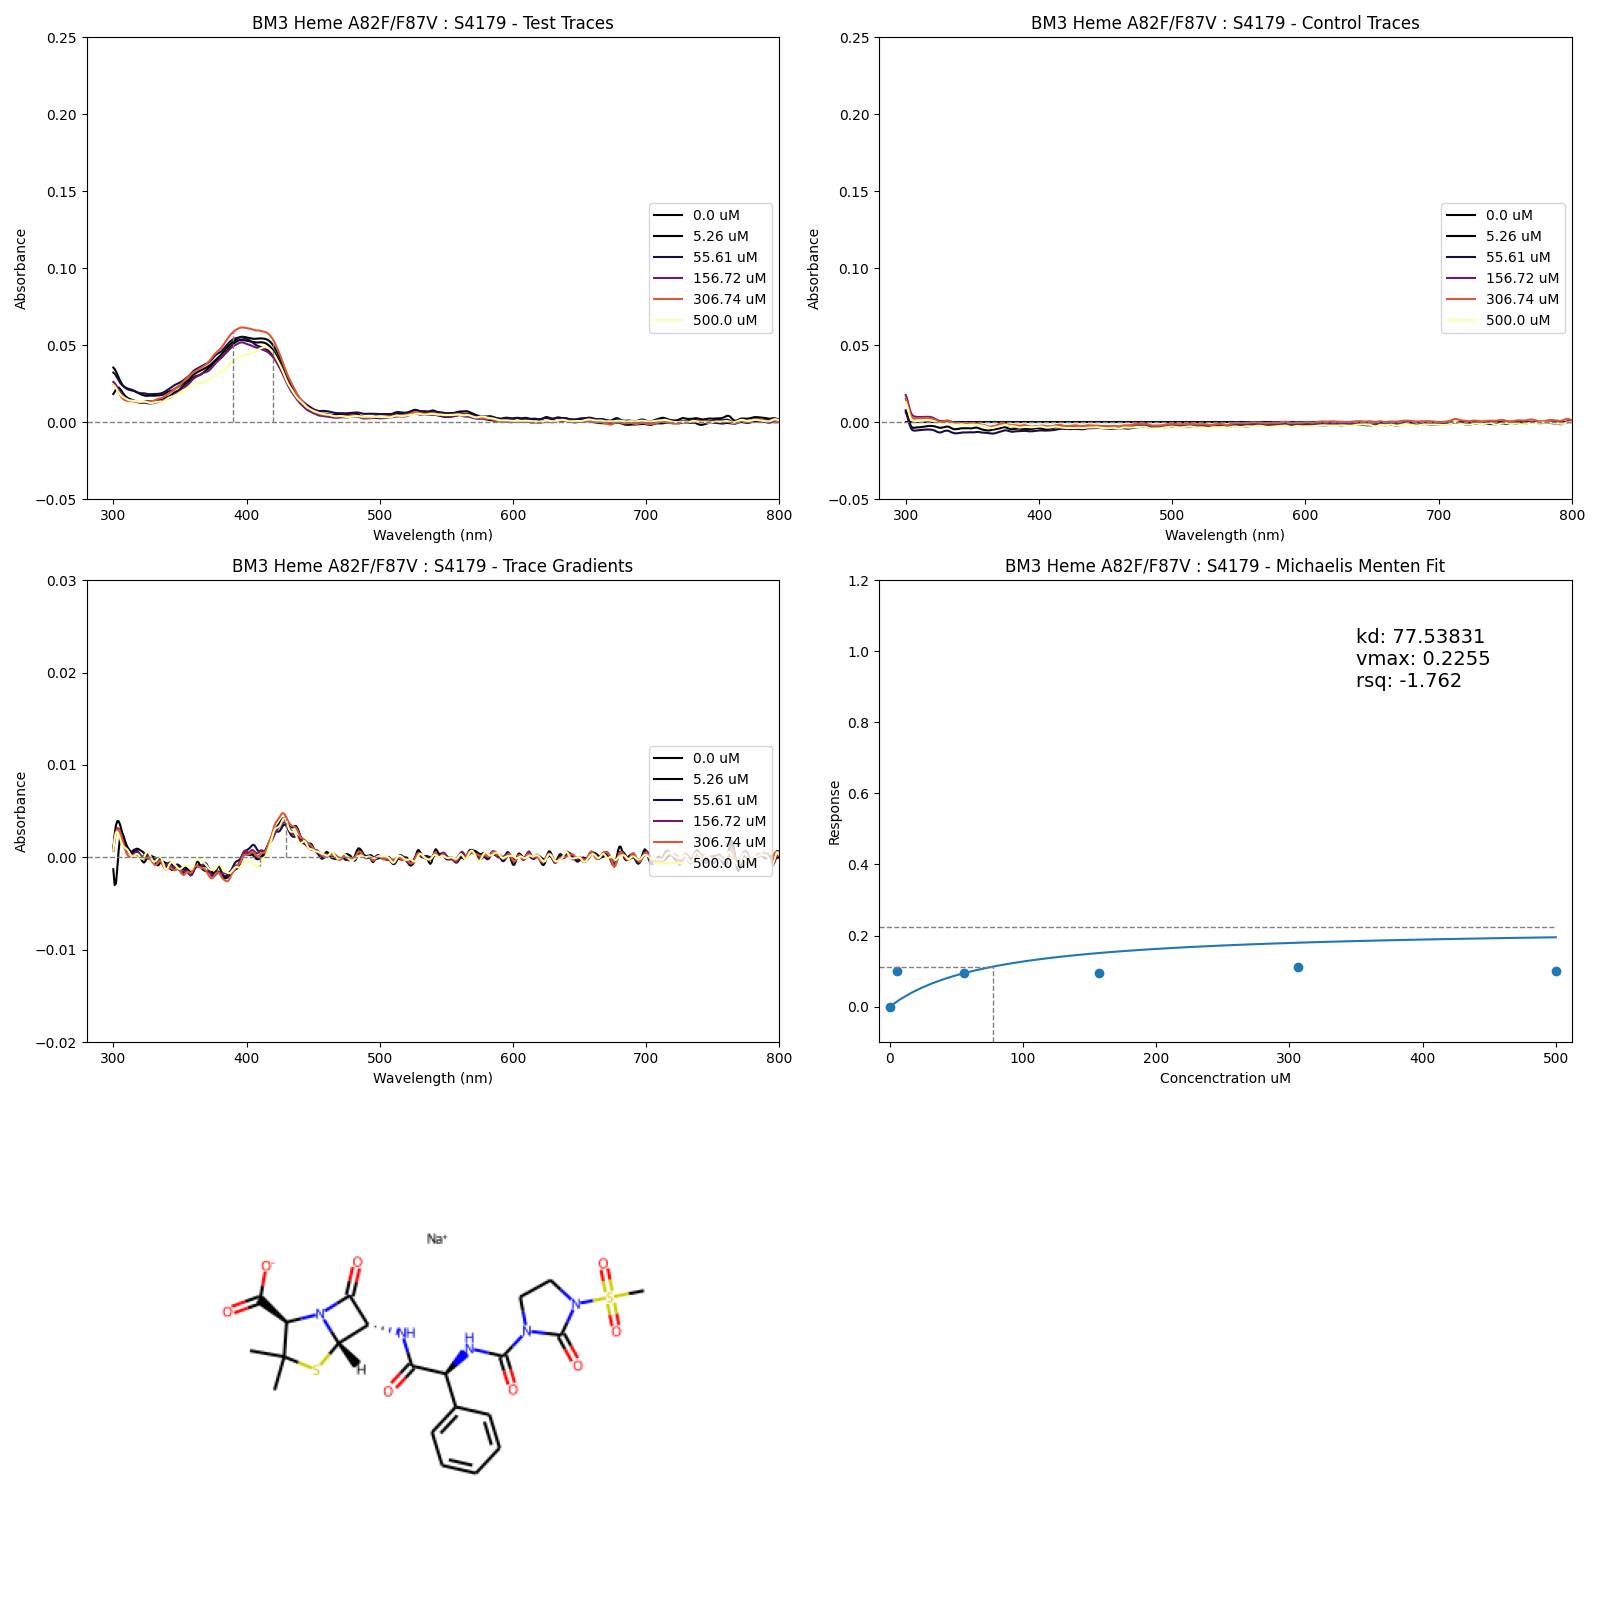 BM3 Heme A82F/F87V : S4179 - Test Traces
0.25
0.20
0.15
0.10
0.05
0.00
−0.05
Absorbance
300 400 500 600 700 800
Wavelength (nm)
0.0 uM
5.26 uM
55.61 uM
156.72 uM
306.74 uM
500.0 uM
BM3 Heme A82F/F87V : S4179 - Control Traces
0.25
0.20
0.15
0.10
0.05
0.00
−0.05
Absorbance
300 400 500 600 700 800
Wavelength (nm)
0.0 uM
5.26 uM
55.61 uM
156.72 uM
306.74 uM
500.0 uM
BM3 Heme A82F/F87V : S4179 - Trace Gradients
0.03
0.02
0.01
0.00
−0.01
−0.02
Absorbance
300 400 500 600 700 800
Wavelength (nm)
0.0 uM
5.26 uM
55.61 uM
156.72 uM
306.74 uM
500.0 uM
BM3 Heme A82F/F87V : S4179 - Michaelis Menten Fit
1.2
1.0
0.8
0.6
0.4
0.2
0.0
Response
kd: 77.53831
vmax: 0.2255
rsq: -1.762
0 100 200 300 400 500
Concenctration uM
Na⁺
O⁻
O
O
N
S
H
NH
O
H
N
O
N
O
N
S
O
O